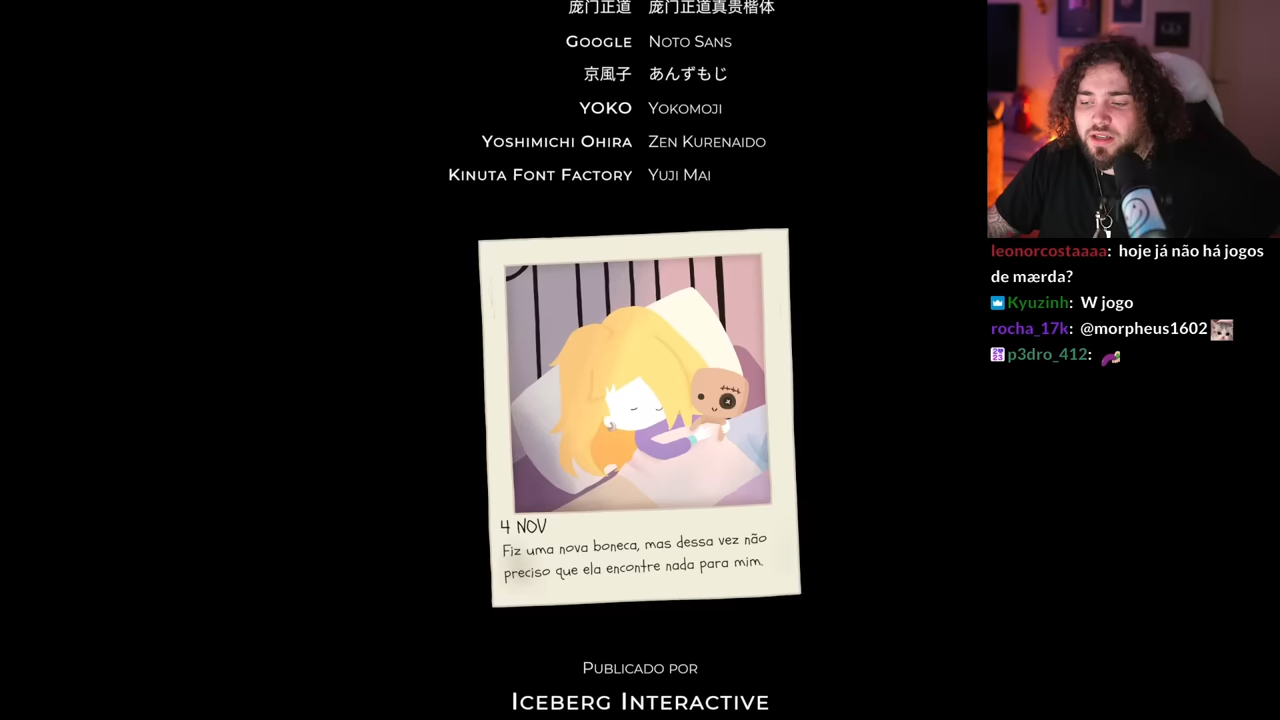 庞门正道 庞门正道真贵楷体
Google Noto Sans
京風子 あんずもじ
YOKO Yokomoji
Yoshimichi Ohira Zen Kurenaido
Kinuta Font Factory Yuji Mai
4 NOV
Fiz uma nova boneca, mas dessa vez não
preciso que ela encontre nada para mim.
Publicado por
Iceberg Interactive
leonorcostaaaa: hoje já não há jogos
de mærda?
Kyuzinh: W jogo
rocha_17k: @morpheus1602
p3dro_412: